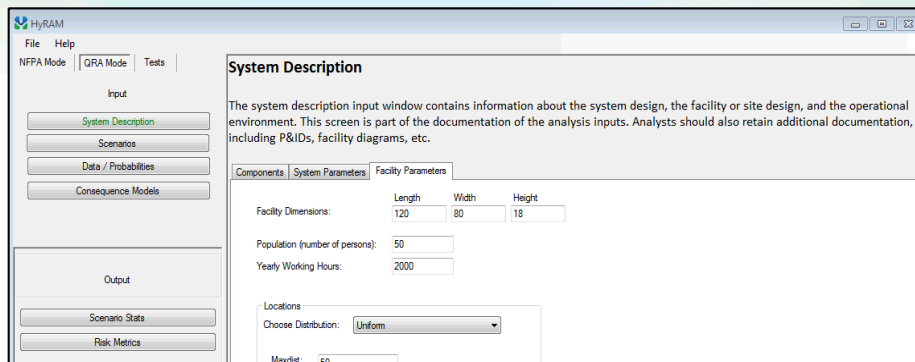 HyRAM
File Help
NFPA Mode QRA Mode Tests
Input
System Description
Scenarios
Data / Probabilities
Consequence Models
Output
Scenario Stats
Risk Metrics
System Description
The system description input window contains information about the system design, the facility or site design, and the operational
environment. This screen is part of the documentation of the analysis inputs. Analysts should also retain additional documentation,
including P&IDs, facility diagrams, etc.
Components System Parameters Facility Parameters
Length Width Height
Facility Dimensions: 120 80 18
Population (number of persons): 50
Yearly Working Hours: 2000
Locations
Choose Distribution: Uniform
Maxdist: 50